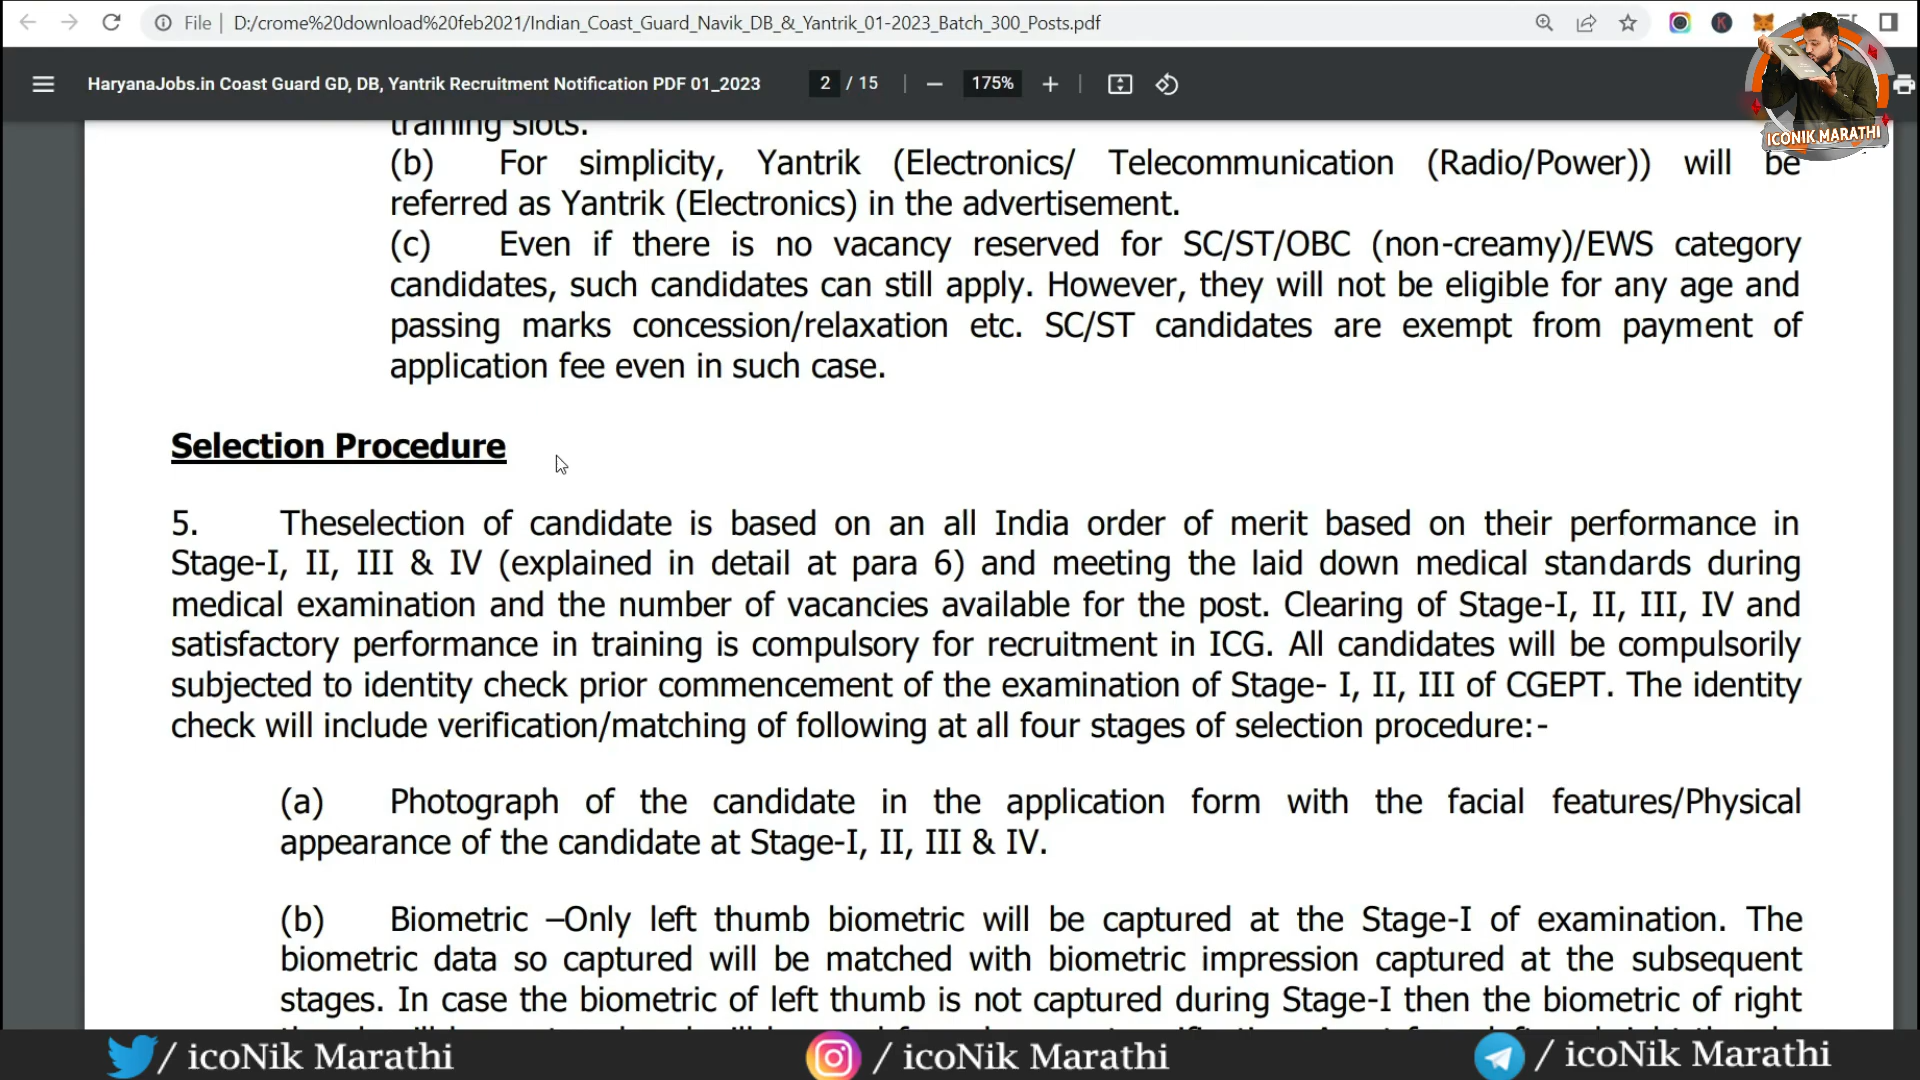 File | D:/crome%20download%20feb2021/Indian_Coast_Guard_Navik_DB_&_Yantrik_01-2023_Batch_300_Posts.pdf
HaryanaJobs.in Coast Guard GD, DB, Yantrik Recruitment Notification PDF 01_2023 2 / 15 175%
ICONIK MARATHI
training slots.
(b) For simplicity, Yantrik (Electronics/ Telecommunication (Radio/Power)) will be
referred as Yantrik (Electronics) in the advertisement.
(c) Even if there is no vacancy reserved for SC/ST/OBC (non-creamy)/EWS category
candidates, such candidates can still apply. However, they will not be eligible for any age and
passing marks concession/relaxation etc. SC/ST candidates are exempt from payment of
application fee even in such case.
Selection Procedure
5. Theselection of candidate is based on an all India order of merit based on their performance in
Stage-I, II, III & IV (explained in detail at para 6) and meeting the laid down medical standards during
medical examination and the number of vacancies available for the post. Clearing of Stage-I, II, III, IV and
satisfactory performance in training is compulsory for recruitment in ICG. All candidates will be compulsorily
subjected to identity check prior commencement of the examination of Stage- I, II, III of CGEPT. The identity
check will include verification/matching of following at all four stages of selection procedure:-
(a) Photograph of the candidate in the application form with the facial features/Physical
appearance of the candidate at Stage-I, II, III & IV.
(b) Biometric –Only left thumb biometric will be captured at the Stage-I of examination. The
biometric data so captured will be matched with biometric impression captured at the subsequent
stages. In case the biometric of left thumb is not captured during Stage-I then the biometric of right
/ icoNik Marathi / icoNik Marathi / icoNik Marathi